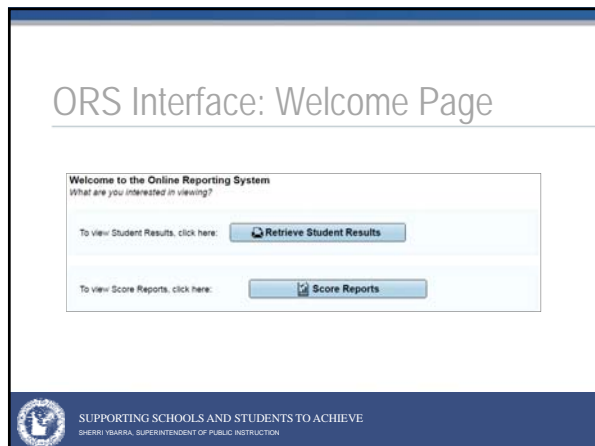 ORS Interface: Welcome Page
Welcome to the Online Reporting System
What are you interested in viewing?
To view Student Results, click here: Retrieve Student Results
To view Score Reports, click here: Score Reports
SUPPORTING SCHOOLS AND STUDENTS TO ACHIEVE
SHERRI YBARRA, SUPERINTENDENT OF PUBLIC INSTRUCTION